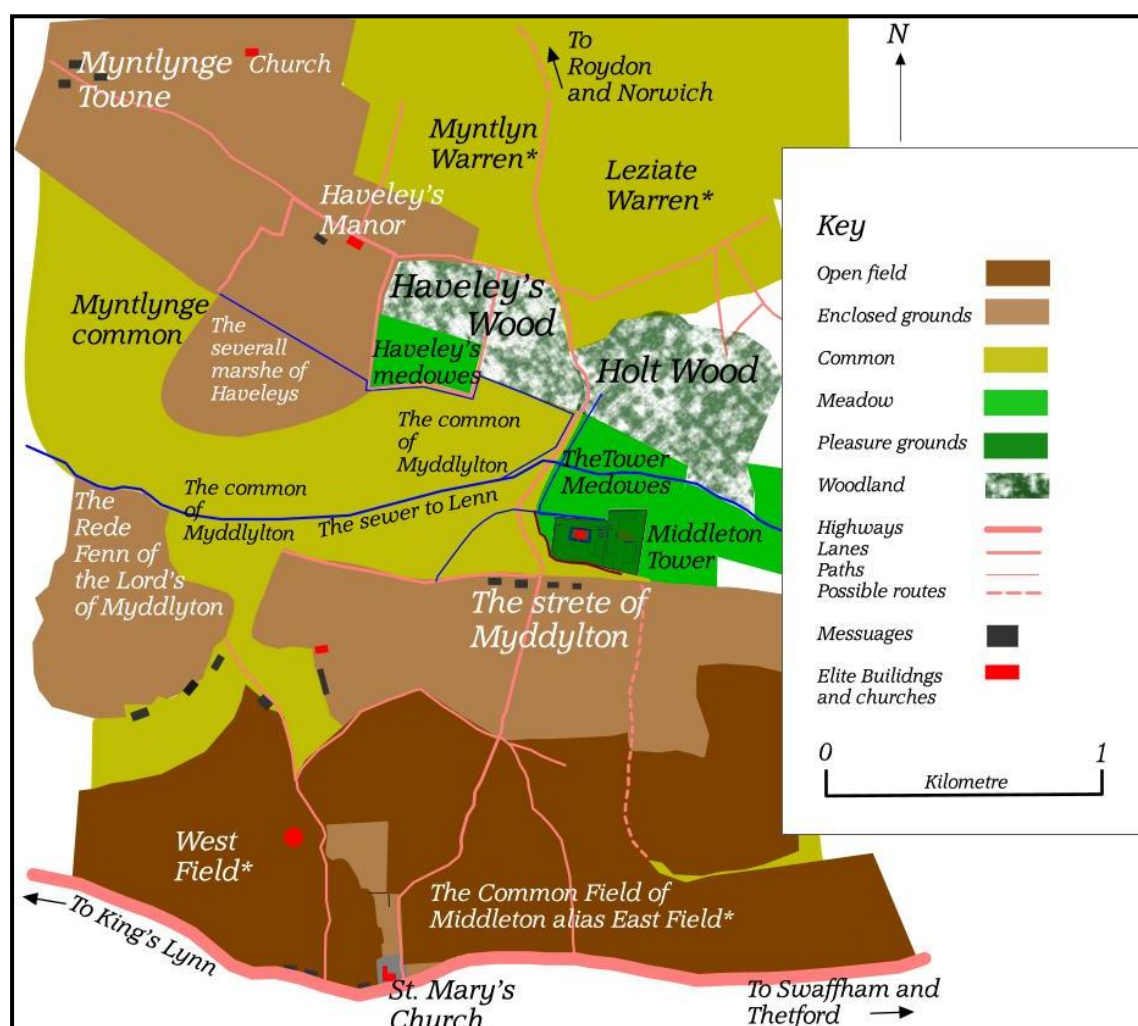 Myntlynge
Towne
Church
To
Roydon
and Norwich
N
Myntlyn
Warren*
Leziate
Warren*
Haveley's
Manor
Haveley's
Wood
Myntlynge
common
The
severall
marshe of
Haveleys
Haveley's
medowes
Holt Wood
The common
of
Myddlylton
The common
of
Myddlylton
The sewer to Lenn
TheTower
Medowes
Middleton
Tower
The
Rede
Fenn of
the Lord's
of Myddlyton
The strete of
Myddylton
West
Field*
The Common Field of
Middleton alias East Field*
To King's Lynn
St. Mary's
Church
To Swaffham and
Thetford
Key
Open field
Enclosed grounds
Common
Meadow
Pleasure grounds
Woodland
Highways
Lanes
Paths
Possible routes
Messuages
Elite Builidngs
and churches
0 1
Kilometre